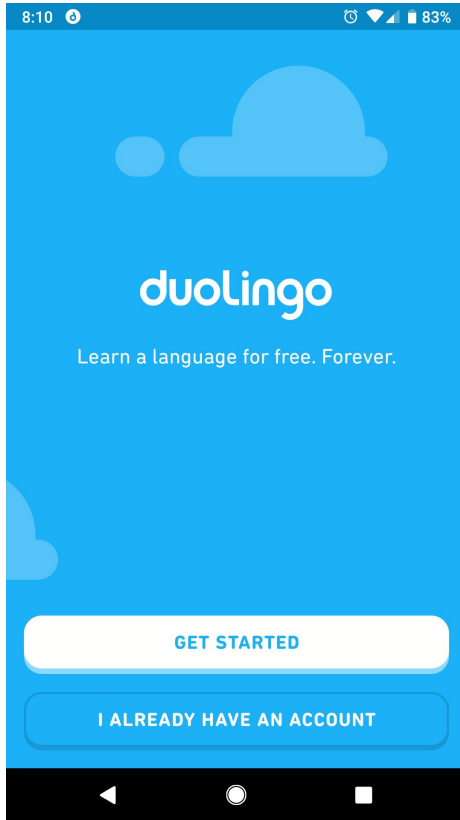 8:10 83%
duolingo
Learn a language for free. Forever.
GET STARTED
I ALREADY HAVE AN ACCOUNT